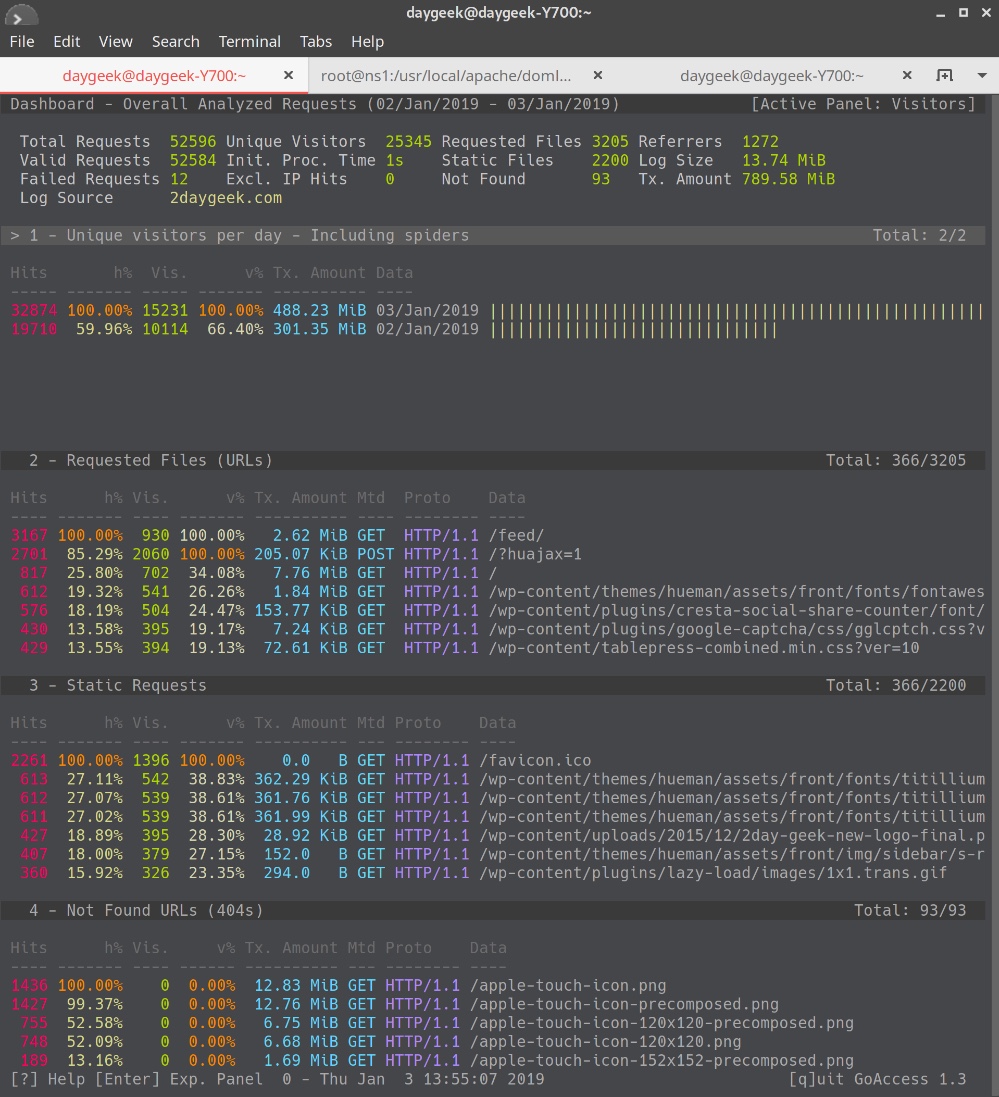 daygeek@daygeek-Y700:~
File Edit View Search Terminal Tabs Help
daygeek@daygeek-Y700:~ root@ns1:/usr/local/apache/doml... daygeek@daygeek-Y700:~
Dashboard - Overall Analyzed Requests (02/Jan/2019 - 03/Jan/2019) [Active Panel: Visitors]
Total Requests 52596 Unique Visitors 25345 Requested Files 3205 Referrers 1272
Valid Requests 52584 Init. Proc. Time 1s Static Files 2200 Log Size 13.74 MiB
Failed Requests 12 Excl. IP Hits 0 Not Found 93 Tx. Amount 789.58 MiB
Log Source 2daygeek.com
> 1 - Unique visitors per day - Including spiders Total: 2/2
Hits h% Vis. v% Tx. Amount Data
----- ------- ----- ------- ---------- ----
32874 100.00% 15231 100.00% 488.23 MiB 03/Jan/2019 |||||||||||||||||||||||||||||||||||||||||||||||||||||
19710 59.96% 10114 66.40% 301.35 MiB 02/Jan/2019 |||||||||||||||||||||||||||||||
2 - Requested Files (URLs) Total: 366/3205
Hits h% Vis. v% Tx. Amount Mtd Proto Data
---- ------- ---- ------- ---------- ---- -------- ----
3167 100.00% 930 100.00% 2.62 MiB GET HTTP/1.1 /feed/
2701 85.29% 2060 100.00% 205.07 KiB POST HTTP/1.1 /?huajax=1
817 25.80% 702 34.08% 7.76 MiB GET HTTP/1.1 /
612 19.32% 541 26.26% 1.84 MiB GET HTTP/1.1 /wp-content/themes/hueman/assets/front/fonts/fontawes
576 18.19% 504 24.47% 153.77 KiB GET HTTP/1.1 /wp-content/plugins/cresta-social-share-counter/font/
430 13.58% 395 19.17% 7.24 KiB GET HTTP/1.1 /wp-content/plugins/google-captcha/css/gglcptch.css?v
429 13.55% 394 19.13% 72.61 KiB GET HTTP/1.1 /wp-content/tablepress-combined.min.css?ver=10
3 - Static Requests Total: 366/2200
Hits h% Vis. v% Tx. Amount Mtd Proto Data
---- ------- ---- ------- ---------- --- -------- ----
2261 100.00% 1396 100.00% 0.0 B GET HTTP/1.1 /favicon.ico
613 27.11% 542 38.83% 362.29 KiB GET HTTP/1.1 /wp-content/themes/hueman/assets/front/fonts/titillium
612 27.07% 539 38.61% 361.76 KiB GET HTTP/1.1 /wp-content/themes/hueman/assets/front/fonts/titillium
611 27.02% 539 38.61% 361.99 KiB GET HTTP/1.1 /wp-content/themes/hueman/assets/front/fonts/titillium
427 18.89% 395 28.30% 28.92 KiB GET HTTP/1.1 /wp-content/uploads/2015/12/2day-geek-new-logo-final.p
407 18.00% 379 27.15% 152.0 B GET HTTP/1.1 /wp-content/themes/hueman/assets/front/img/sidebar/s-r
360 15.92% 326 23.35% 294.0 B GET HTTP/1.1 /wp-content/plugins/lazy-load/images/1x1.trans.gif
4 - Not Found URLs (404s) Total: 93/93
Hits h% Vis. v% Tx. Amount Mtd Proto Data
---- ------- ---- ----- ---------- --- -------- ----
1436 100.00% 0 0.00% 12.83 MiB GET HTTP/1.1 /apple-touch-icon.png
1427 99.37% 0 0.00% 12.76 MiB GET HTTP/1.1 /apple-touch-icon-precomposed.png
755 52.58% 0 0.00% 6.75 MiB GET HTTP/1.1 /apple-touch-icon-120x120-precomposed.png
748 52.09% 0 0.00% 6.68 MiB GET HTTP/1.1 /apple-touch-icon-120x120.png
189 13.16% 0 0.00% 1.69 MiB GET HTTP/1.1 /apple-touch-icon-152x152-precomposed.png
[?] Help [Enter] Exp. Panel 0 - Thu Jan 3 13:55:07 2019 [q]uit GoAccess 1.3